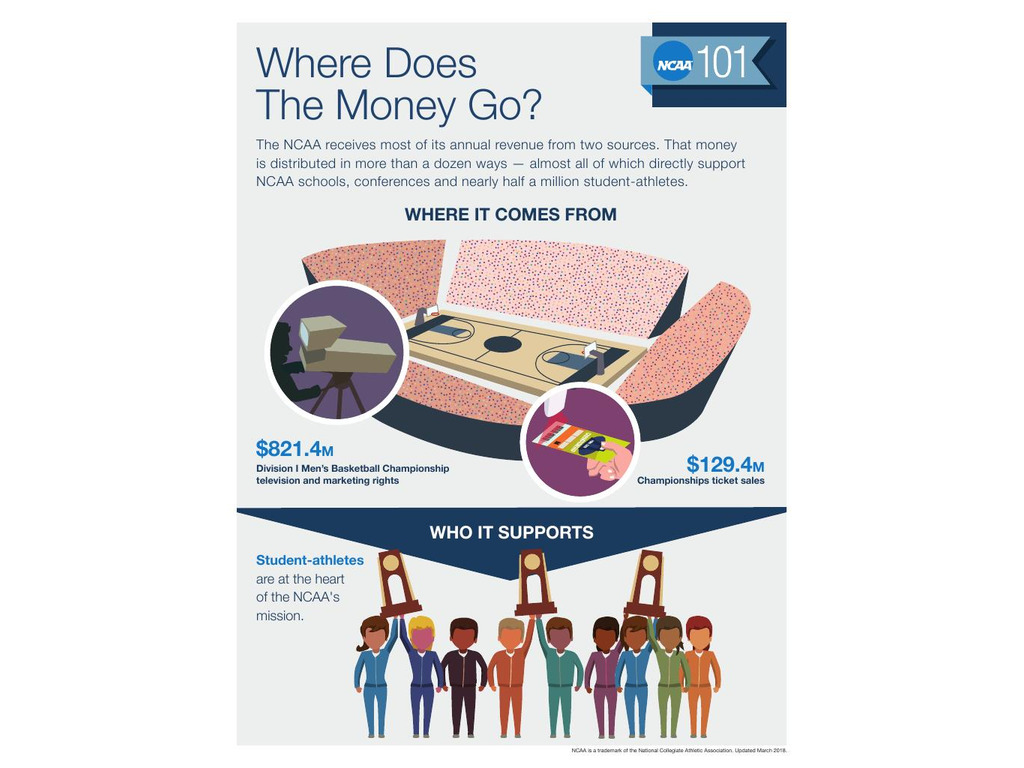 Where Does
The Money Go?
NCAA 101
The NCAA receives most of its annual revenue from two sources. That money
is distributed in more than a dozen ways — almost all of which directly support
NCAA schools, conferences and nearly half a million student-athletes.
WHERE IT COMES FROM
$821.4M
Division I Men's Basketball Championship
television and marketing rights
$129.4M
Championships ticket sales
WHO IT SUPPORTS
Student-athletes
are at the heart
of the NCAA's
mission.
NCAA is a trademark of the National Collegiate Athletic Association. Updated March 2018.